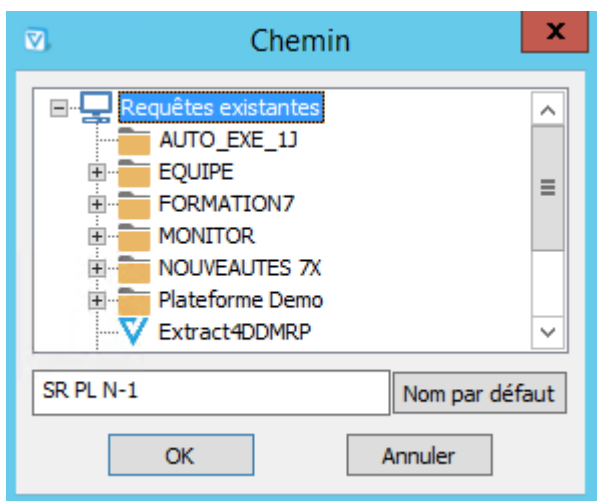 Chemin
Requêtes existantes
AUTO_EXE_1J
EQUIPE
FORMATION7
MONITOR
NOUVEAUTES 7X
Plateforme Demo
Extract4DDMRP
SR PL N-1
Nom par défaut
OK
Annuler